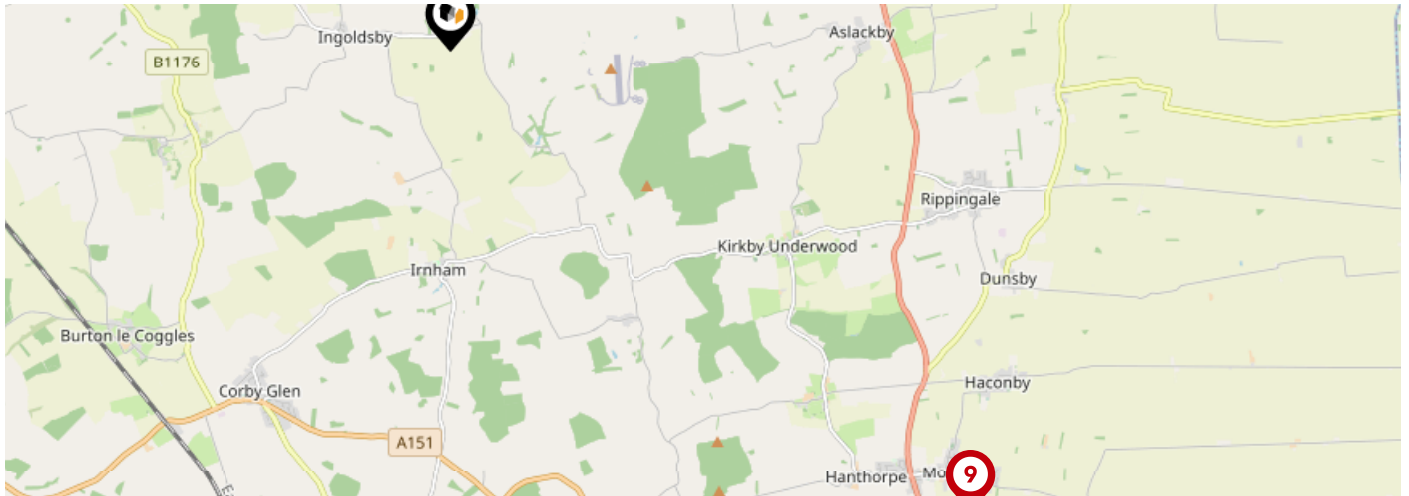 Ingoldsby
Aslackby
B1176
Rippingale
Kirkby Underwood
Irnham
Dunsby
Burton le Coggles
Corby Glen
Haconby
A151
Hanthorpe
9